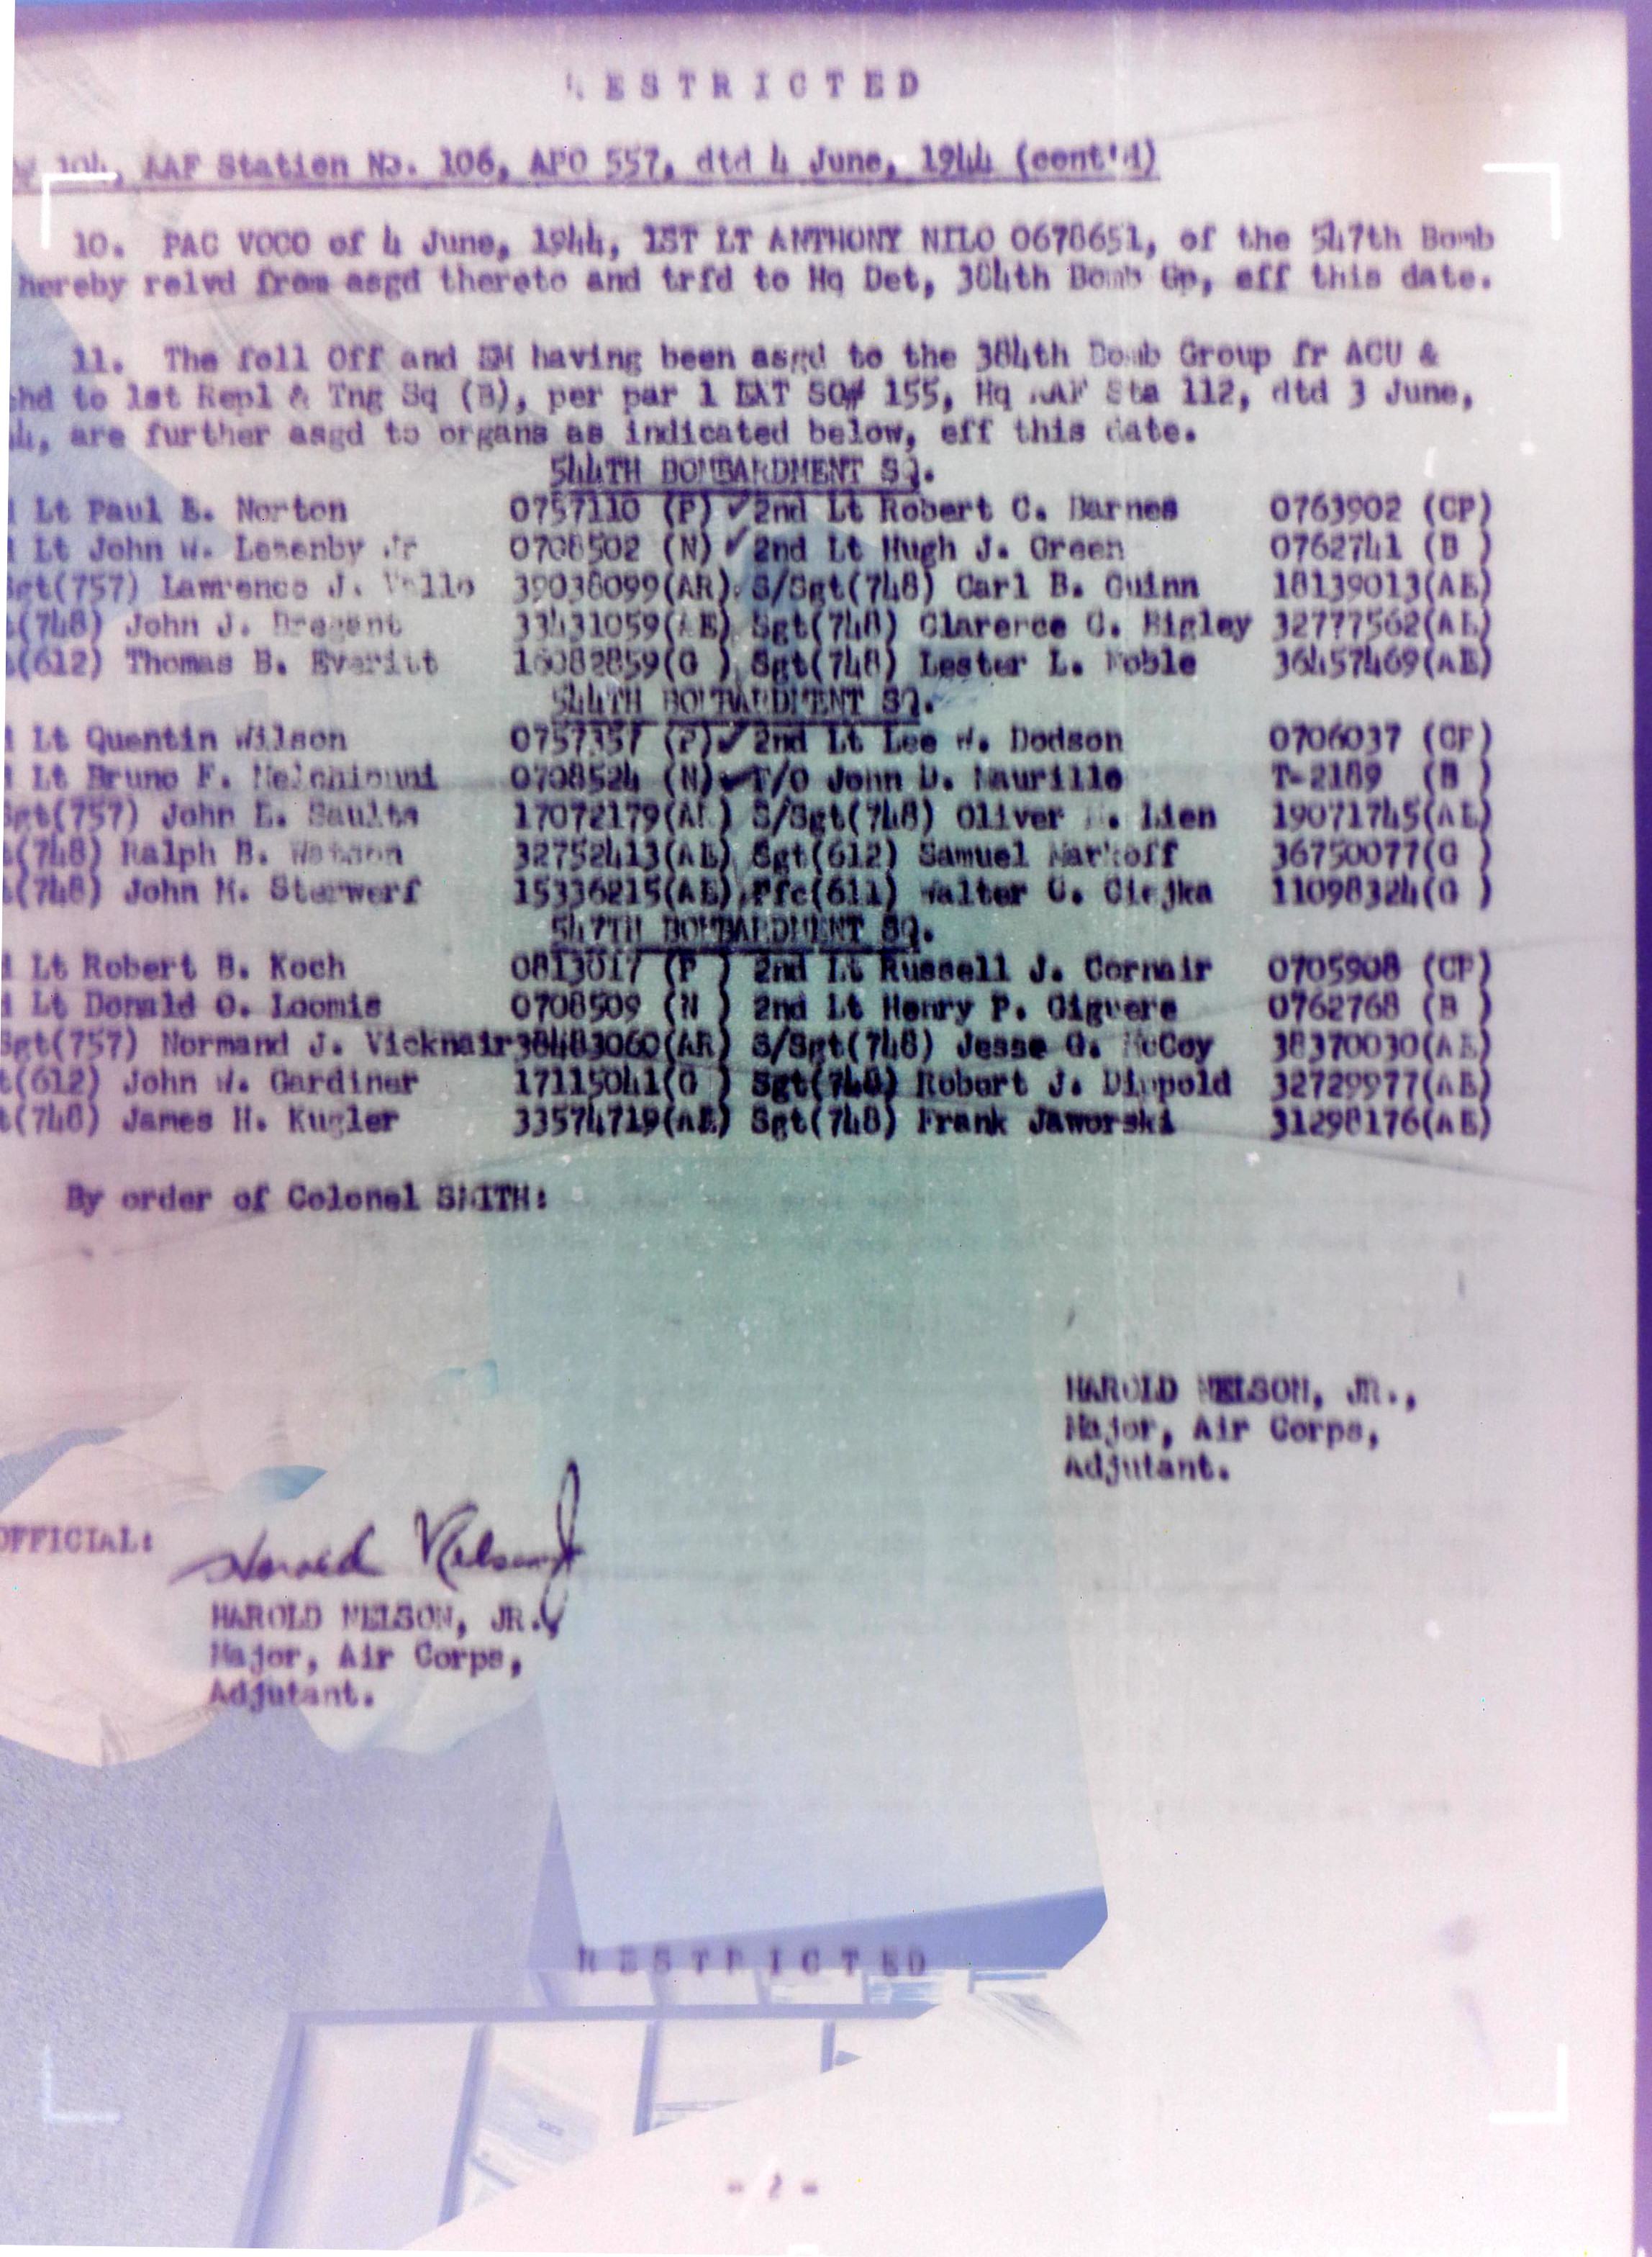 RESTRICTED
104, AAF Station No. 106, APO 557, dtd 4 June, 1944 (cont'd)
10. PAC VOCO of 4 June, 1944, 1ST LT ANTHONY NILO 0678651, of the 547th Bomb
hereby relvd from asgd thereto and trfd to Hq Det, 384th Bomb Gp, eff this date.
11. The foll Off and EM having been asgd to the 384th Bomb Group fr ACU &
hd to 1st Repl & Tng Sq (B), per par 1 EXT SO# 155, Hq AAF Sta 112, dtd 3 June,
4, are further asgd to organs as indicated below, eff this date.
544TH BOMBARDMENT SQ.
Lt Paul E. Norton 0757110 (P) ✓ 2nd Lt Robert C. Barnes 0763902 (CP)
Lt John W. Lezenby Jr 0708502 (N) ✓ 2nd Lt Hugh J. Green 0762741 (B )
Sgt(757) Lawrence J. 39038099(AR) S/Sgt(748) Carl B. Guinn 18139013(AE)
(748) John J. 33431059(AE) Sgt(748) Clarence C. Bigley 32777562(AE)
(612) Thomas B. Everitt 16082859(G ) Sgt(748) Lester L. Noble 36457469(AE)
544TH BOMBARDMENT SQ.
Lt Quentin Wilson 0757357 (P) ✓ 2nd Lt Lee W. Dodson 0706037 (CP)
Lt Bruno F. Melchionni 0708524 (N) ✓ F/O John D. Maurillo T-2189 (B )
Sgt(757) John L. Saults 17072179(AR) S/Sgt(748) Oliver Lien 19071745(AE)
(748) Ralph B. Watson 32752413(AE) Sgt(612) Samuel Markoff 36750077(G )
(748) John H. Sterwerf 15336215(AE) Pfc(611) Walter C. Ciejka 11098324(G )
547TH BOMBARDMENT SQ.
Lt Robert B. Koch 0813017 (P ) 2nd Lt Russell J. Cornair 0705908 (CP)
Lt Donald O. Loomis 0708509 (N ) 2nd Lt Henry P. Giguere 0762768 (B )
Sgt(757) Normand J. Vicknair 38483060(AR) S/Sgt(748) Jesse G. McCoy 38370030(AE)
t(612) John W. Gardiner 17115041(G ) Sgt(748) Robert J. Dippold 32729977(AE)
t(748) James H. Kugler 33574719(AE) Sgt(748) Frank Jaworski 31298176(AE)
By order of Colonel SMITH:
HAROLD NELSON, JR.,
Major, Air Corps,
Adjutant.
OFFICIAL:
Harold Nelson Jr
HAROLD NELSON, JR.,
Major, Air Corps,
Adjutant.
RESTRICTED
- 2 -